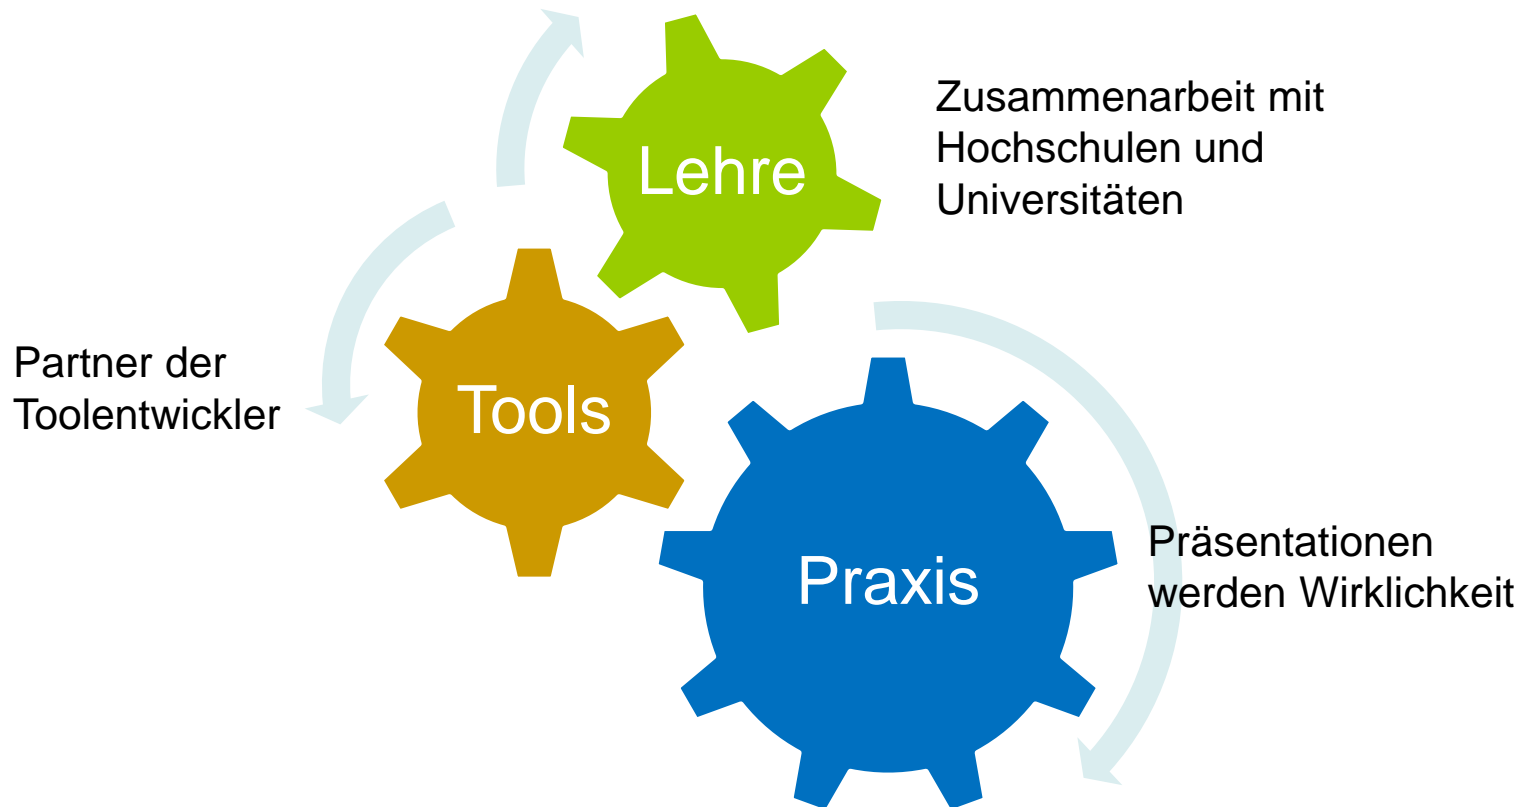 Lehre
Zusammenarbeit mit
Hochschulen und
Universitäten
Partner der
Toolentwickler
Tools
Praxis
Präsentationen
werden Wirklichkeit